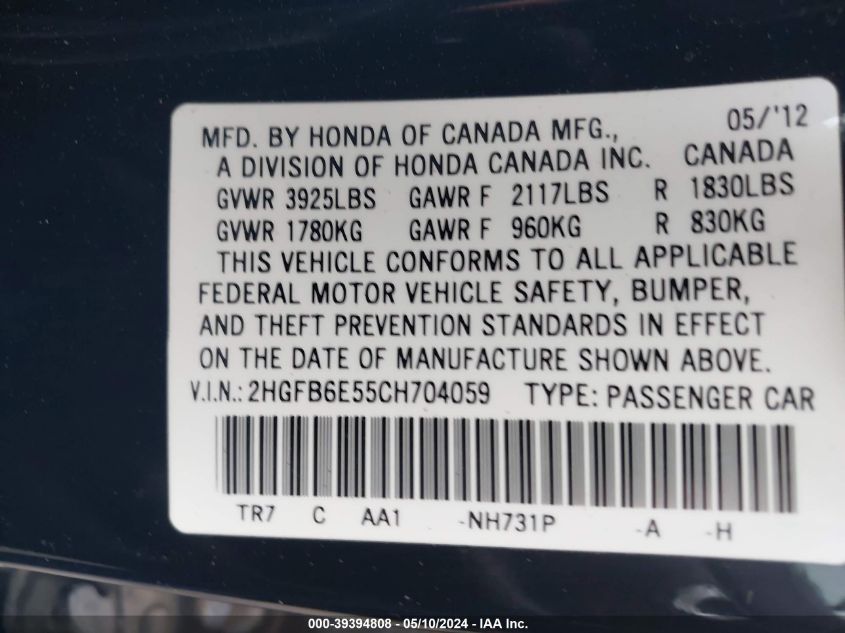 05/'12
MFD. BY HONDA OF CANADA MFG.,
A DIVISION OF HONDA CANADA INC. CANADA
GVWR 3925LBS GAWR F 2117LBS R 1830LBS
GVWR 1780KG GAWR F 960KG R 830KG
THIS VEHICLE CONFORMS TO ALL APPLICABLE
FEDERAL MOTOR VEHICLE SAFETY, BUMPER,
AND THEFT PREVENTION STANDARDS IN EFFECT
ON THE DATE OF MANUFACTURE SHOWN ABOVE.
V.I.N.: 2HGFB6E55CH704059 TYPE: PASSENGER CAR
TR7 C AA1 -NH731P -A -H
000-39394808 - 05/10/2024 - IAA Inc.